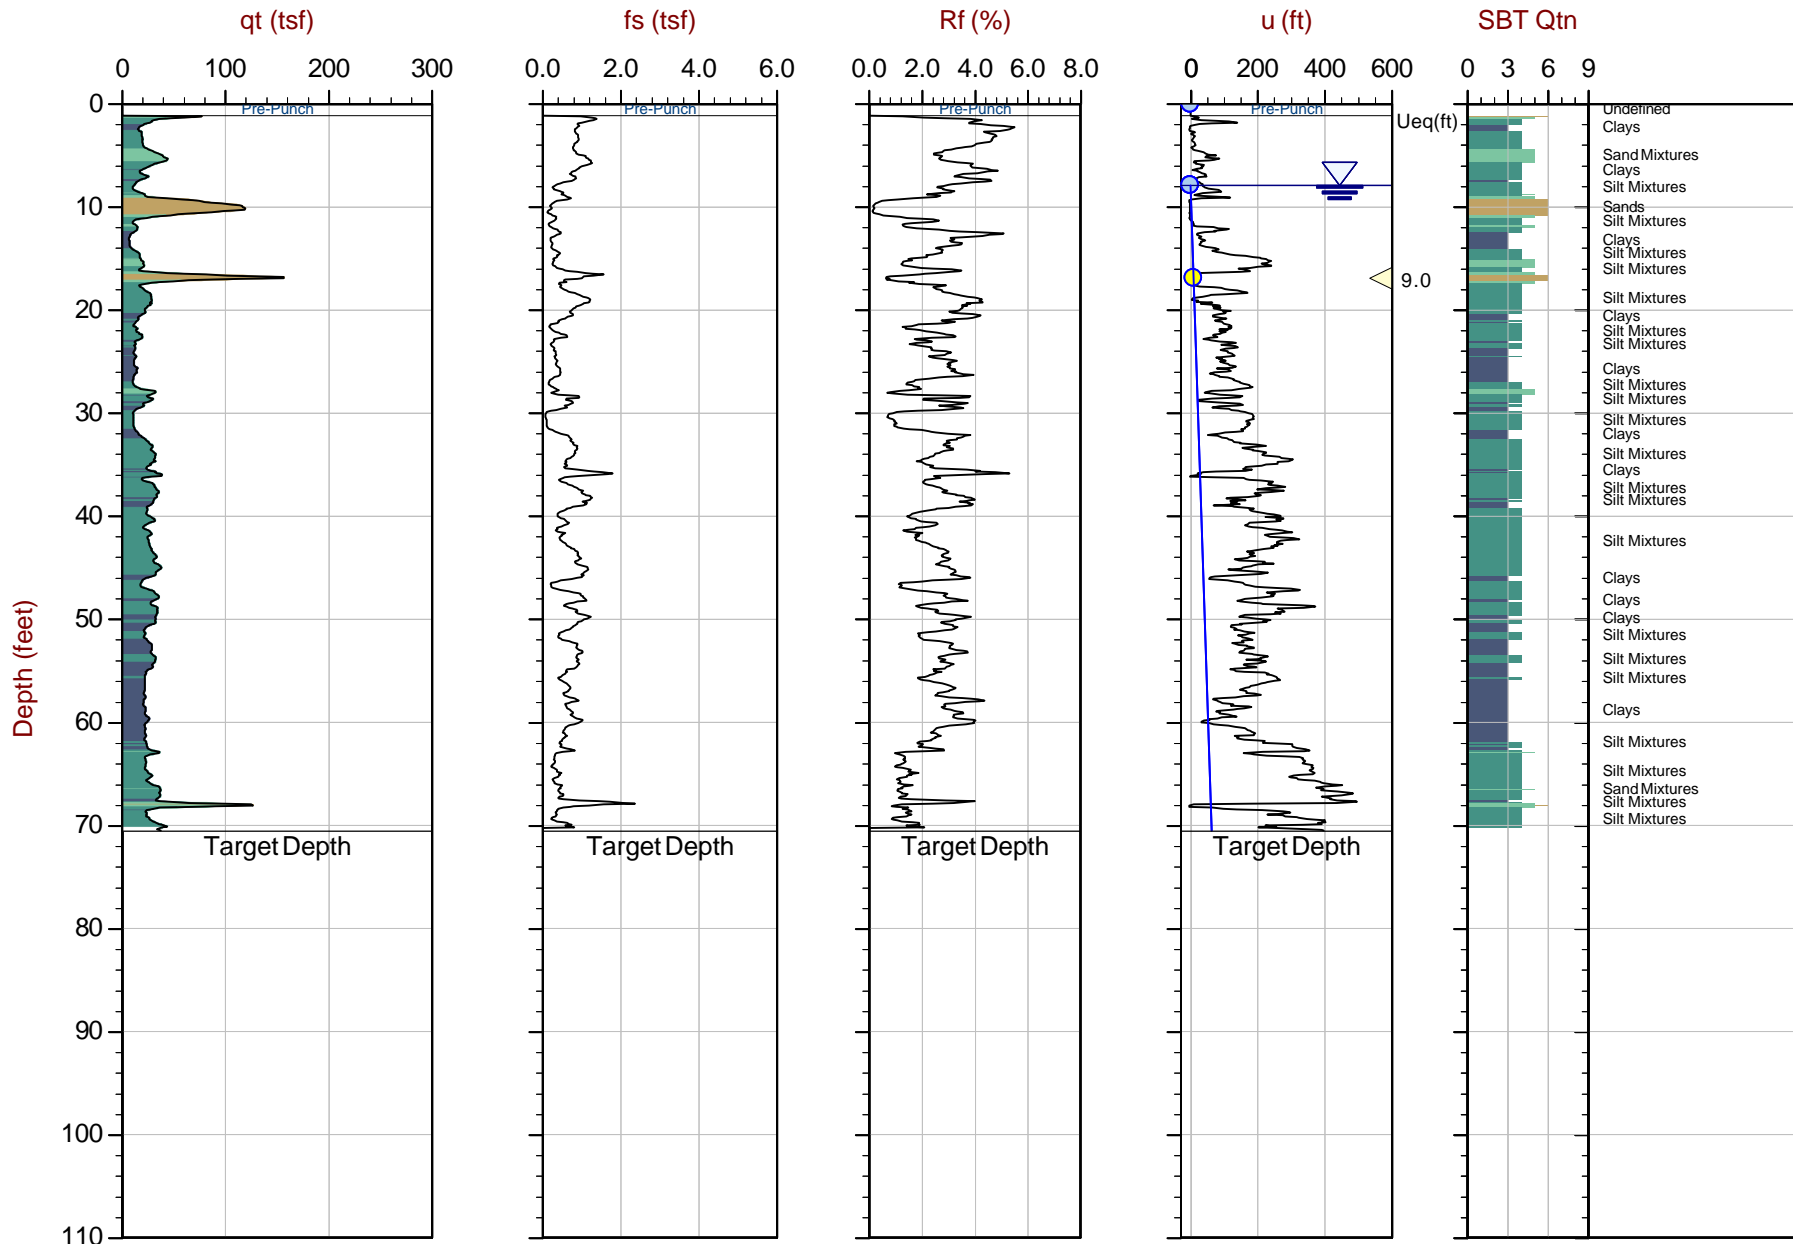 qt (tsf) fs (tsf) Rf (%) u (ft) SBT Qtn
0 100 200 300 0.0 2.0 4.0 6.0 0.0 2.0 4.0 6.0 8.0 0 200 400 600 0 3 6 9
0
Pre-Punch Pre-Punch Pre-Punch Pre-Punch Undefined
Ueq(ft)
Clays
Sand Mixtures
Clays
Silt Mixtures
10 Sands
Silt Mixtures
Clays
Silt Mixtures
Silt Mixtures
9.0
Silt Mixtures
20
Clays
Silt Mixtures
Silt Mixtures
Clays
Silt Mixtures
Silt Mixtures
30
Silt Mixtures
Clays
Silt Mixtures
Clays
Silt Mixtures
Silt Mixtures
40
Silt Mixtures
Clays
Clays
50 Clays
Silt Mixtures
Silt Mixtures
Silt Mixtures
Clays
60
Silt Mixtures
Silt Mixtures
Sand Mixtures
Silt Mixtures
Silt Mixtures
70
Target Depth Target Depth Target Depth Target Depth
80
90
100
110
Depth (feet)